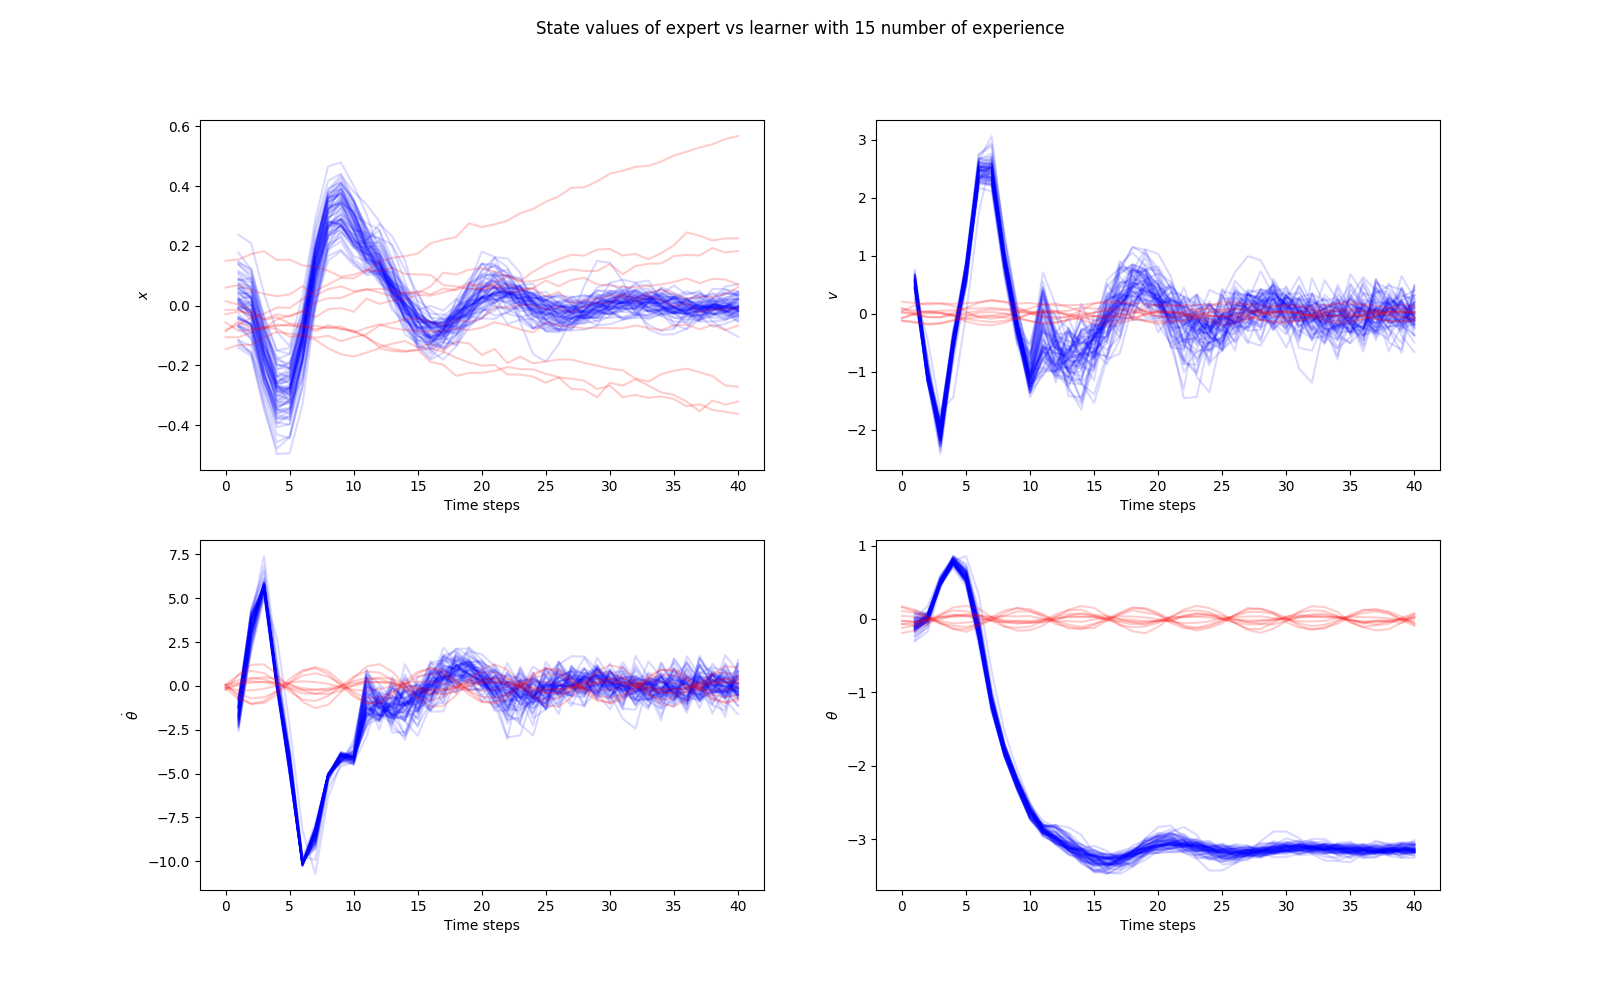 State values of expert vs learner with 15 number of experience
0.6
0.4
0.2
0.0
−0.2
−0.4
x
0 5 10 15 20 25 30 35 40
Time steps
3
2
1
0
−1
−2
v
0 5 10 15 20 25 30 35 40
Time steps
7.5
5.0
2.5
0.0
−2.5
−5.0
−7.5
−10.0
θ̇
0 5 10 15 20 25 30 35 40
Time steps
1
0
−1
−2
−3
θ
0 5 10 15 20 25 30 35 40
Time steps